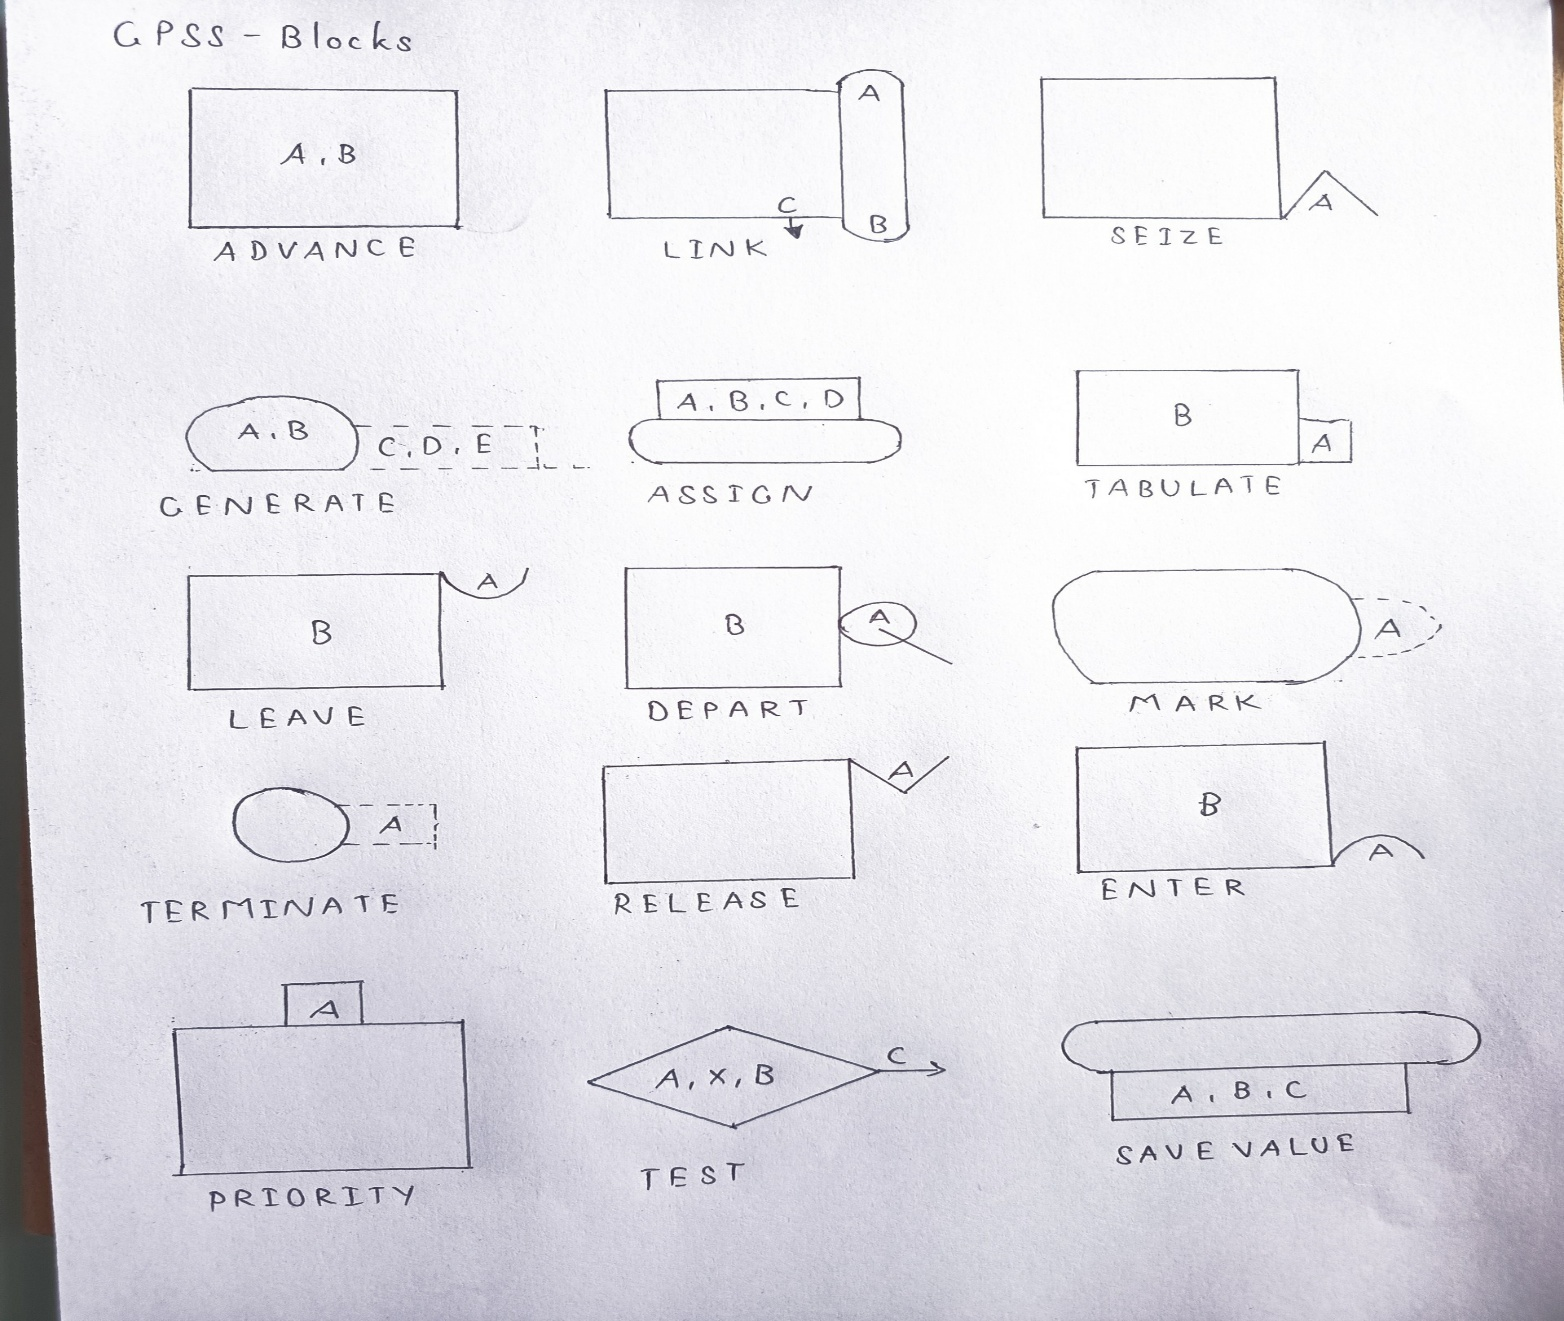 GPSS - Blocks
A, B
ADVANCE
A
C
B
LINK
A
SEIZE
A, B
C, D, E
GENERATE
A, B, C, D
ASSIGN
B
A
TABULATE
A
B
LEAVE
B
A
DEPART
A
MARK
A
TERMINATE
A
RELEASE
B
A
ENTER
A
PRIORITY
A, X, B
C
TEST
A, B, C
SAVE VALUE